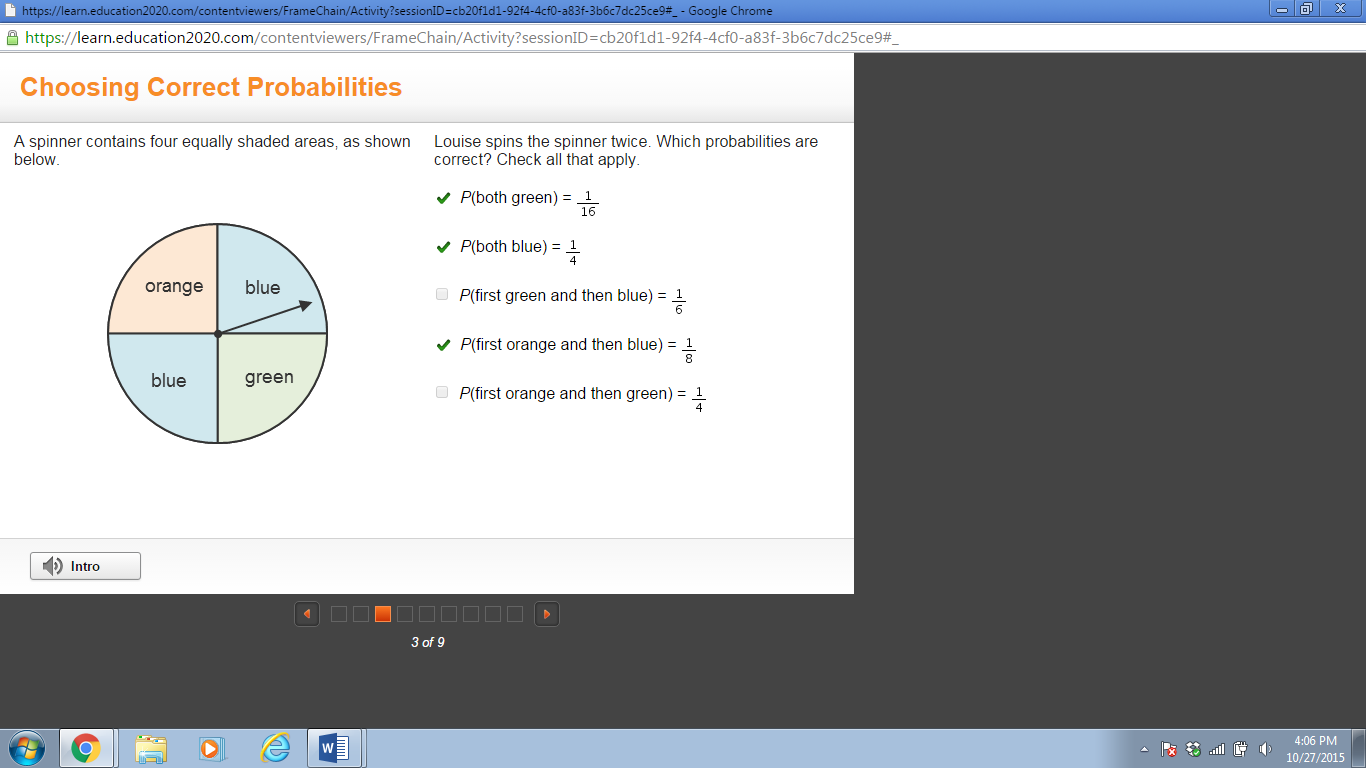 https://learn.education2020.com/contentviewers/FrameChain/Activity?sessionID=cb20f1d1-92f4-4cf0-a83f-3b6c7dc25ce9#_ - Google Chrome
https://learn.education2020.com/contentviewers/FrameChain/Activity?sessionID=cb20f1d1-92f4-4cf0-a83f-3b6c7dc25ce9#_
Choosing Correct Probabilities
A spinner contains four equally shaded areas, as shown
below.
orange
blue
blue
green
Louise spins the spinner twice. Which probabilities are
correct? Check all that apply.
P(both green) = 1/16
P(both blue) = 1/4
P(first green and then blue) = 1/6
P(first orange and then blue) = 1/8
P(first orange and then green) = 1/4
Intro
3 of 9
4:06 PM
10/27/2015